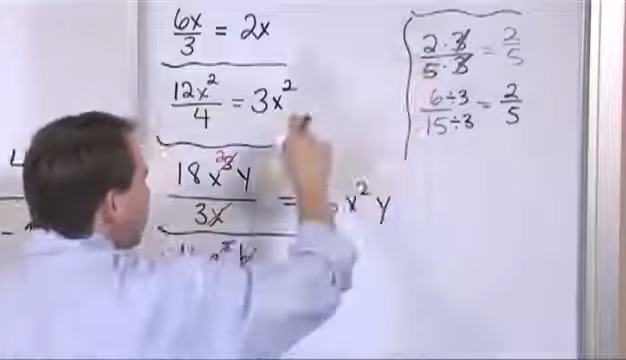 6x/3 = 2x
12x²/4 = 3x²
18x³y/3x = x²y
2·3/5·3 = 2/5
6÷3/15÷3 = 2/5